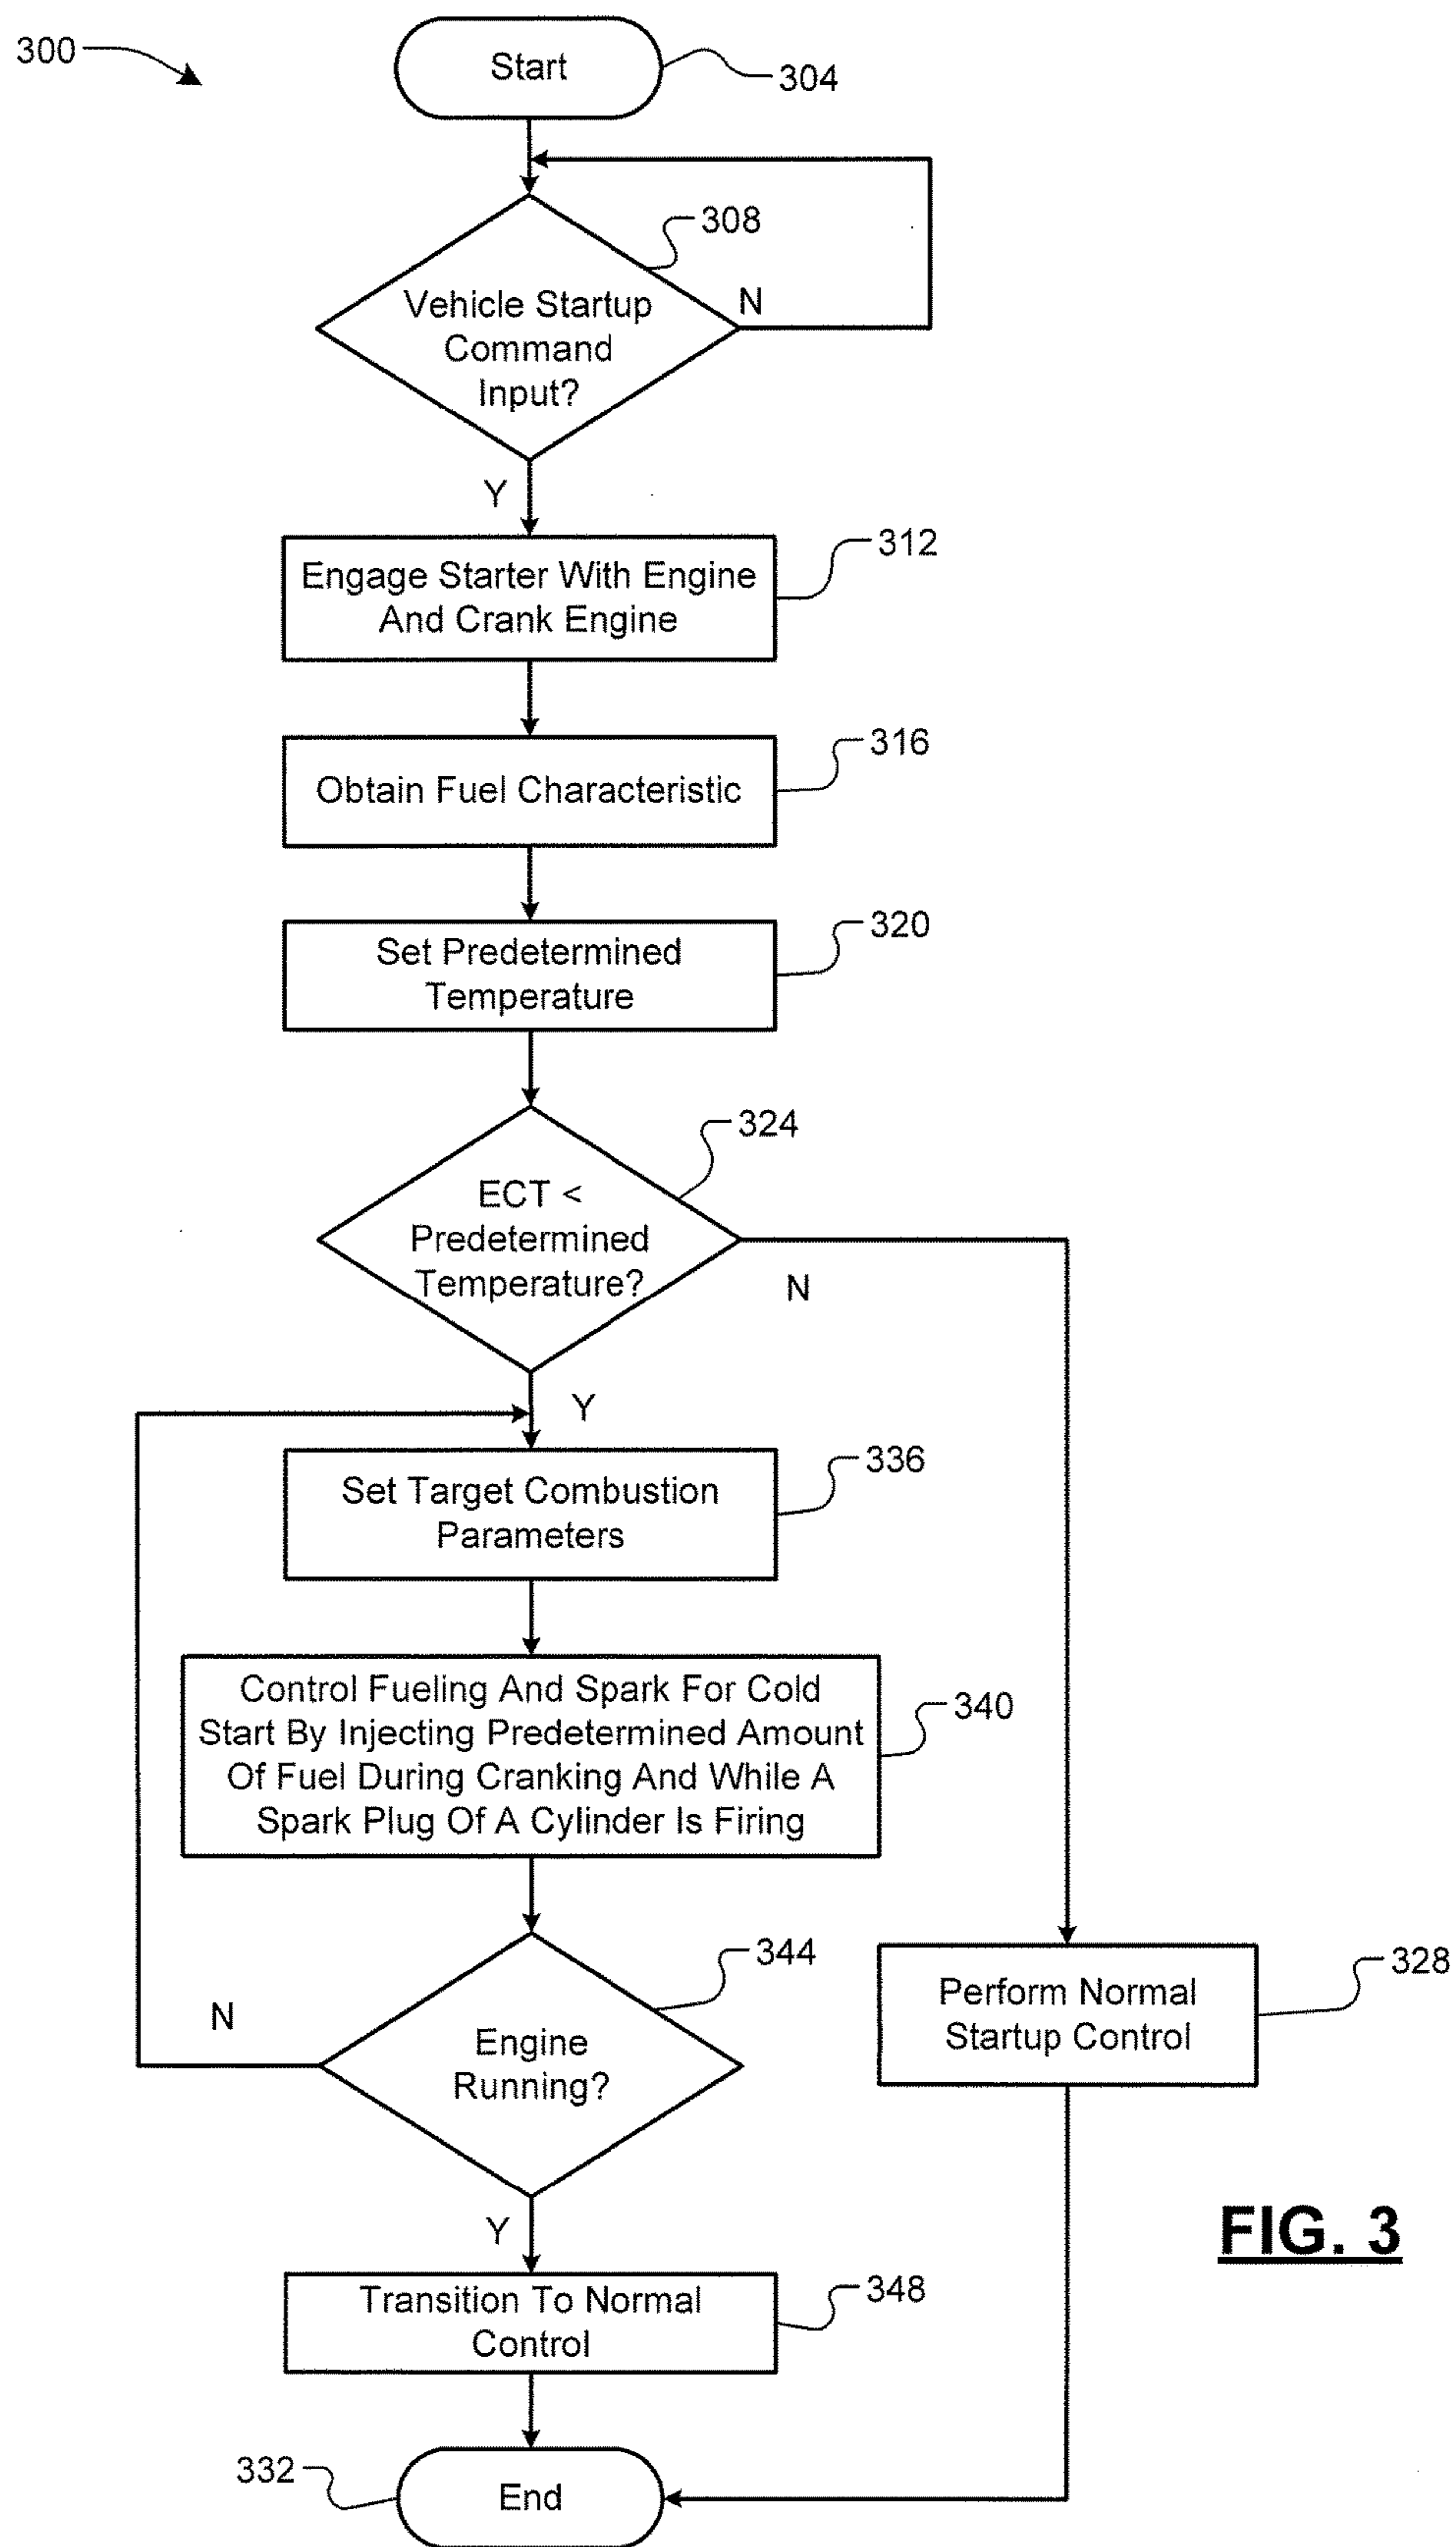 300
Start
304
308
Vehicle Startup
Command
Input?
N
Y
312
Engage Starter With Engine
And Crank Engine
316
Obtain Fuel Characteristic
320
Set Predetermined
Temperature
324
ECT <
Predetermined
Temperature?
N
Y
336
Set Target Combustion
Parameters
340
Control Fueling And Spark For Cold
Start By Injecting Predetermined Amount
Of Fuel During Cranking And While A
Spark Plug Of A Cylinder Is Firing
344
Engine
Running?
N
328
Perform Normal
Startup Control
Y
FIG. 3
348
Transition To Normal
Control
332
End